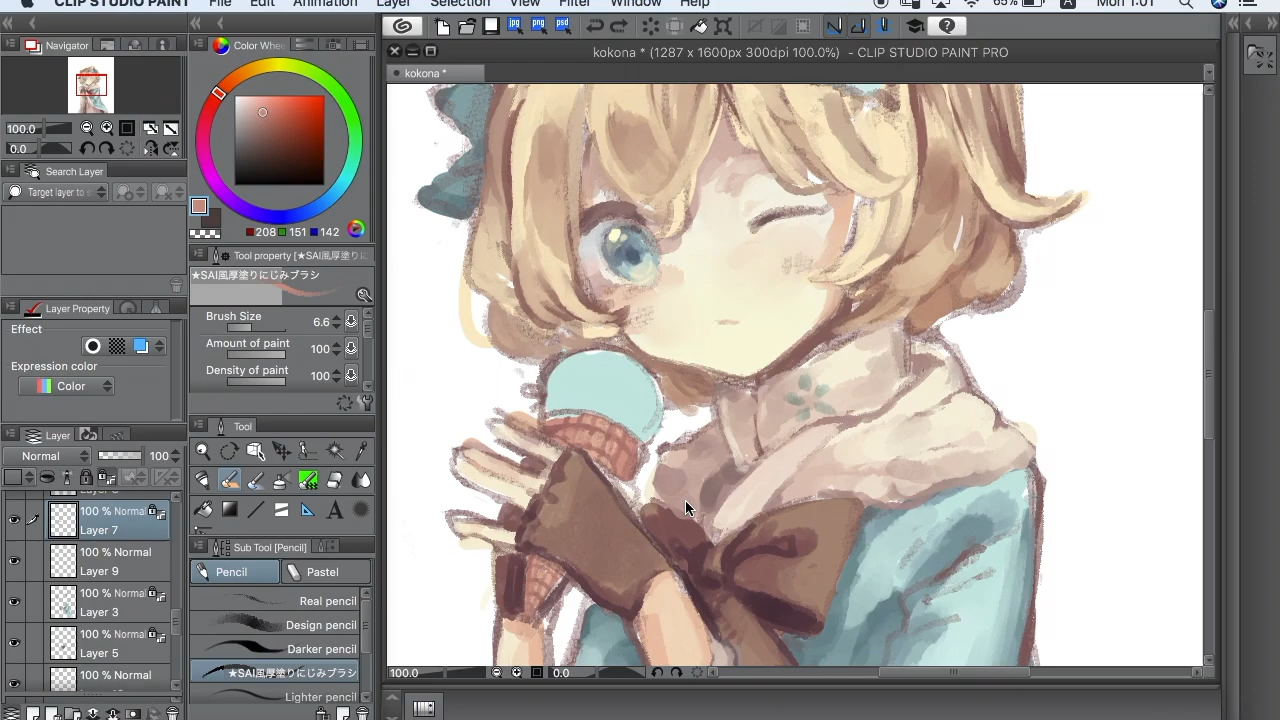 CLIP STUDIO PAINT File Edit Animation Layer Selection View Filter Window Help 65% A Mon 1:01
jpg png psd
kokona * (1287 x 1600px 300dpi 100.0%) - CLIP STUDIO PAINT PRO
kokona *
Navigator
100.0
0.0
Search Layer
Target layer to s
Layer Property
Effect
Expression color
Color
Layer
Normal 100
100 % Normal
Layer 7
100 % Normal
Layer 9
100 % Normal
Layer 3
100 % Normal
Layer 5
100 % Normal
Color Whee
208 151 142
Tool property [★SAI風厚塗りに
★SAI風厚塗りにじみブラシ
Brush Size 6.6
Amount of paint 100
Density of paint 100
Tool
A
Sub Tool [Pencil]
Pencil Pastel
Real pencil
Design pencil
Darker pencil
★SAI風厚塗りにじみブラシ
Lighter pencil
100.0 0.0